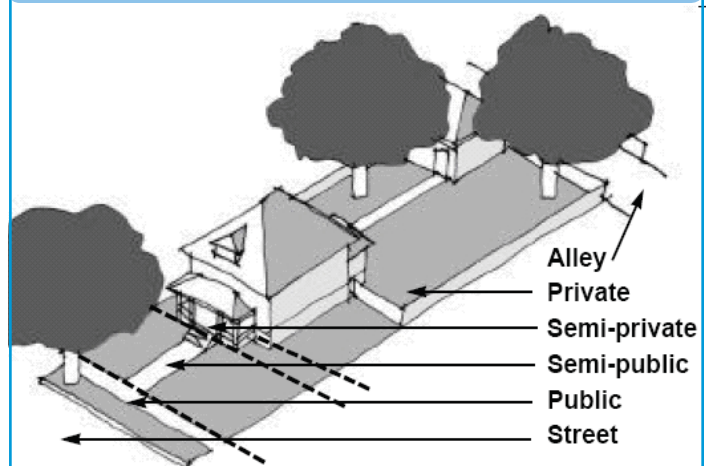 Alley
Private
Semi-private
Semi-public
Public
Street